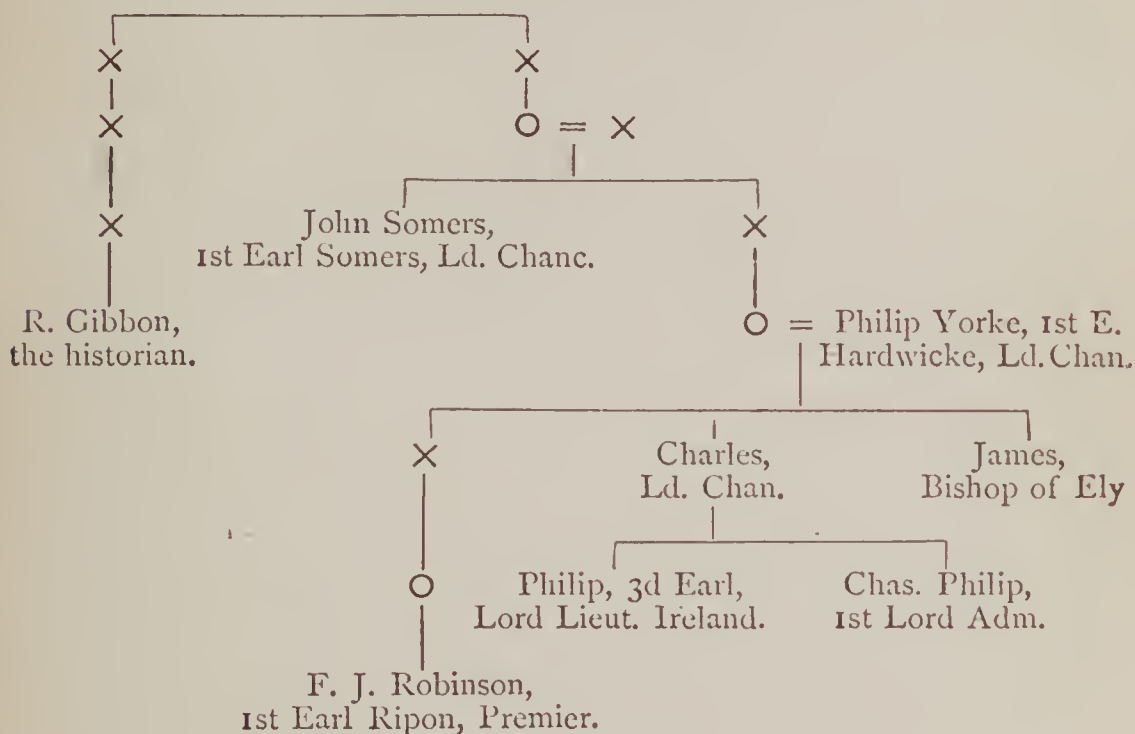 John Somers,
1st Earl Somers, Ld. Chanc.
R. Gibbon,
the historian.
= Philip Yorke, 1st E.
Hardwicke, Ld. Chan.
Charles,
Ld. Chan.
James,
Bishop of Ely
Philip, 3d Earl,
Lord Lieut. Ireland.
Chas. Philip,
1st Lord Adm.
F. J. Robinson,
1st Earl Ripon, Premier.